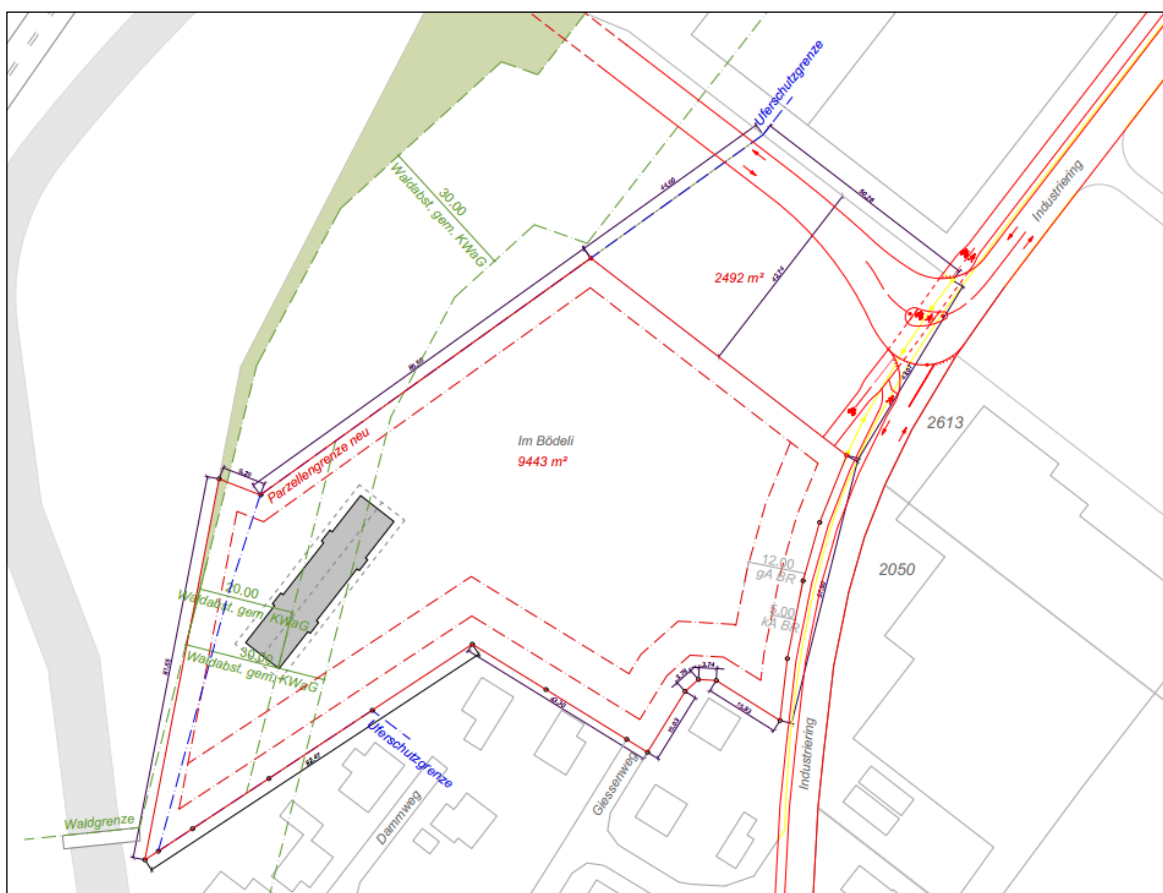 Uferschutzgrenze
30.00
Waldabst. gem. KWaG
Industriering
2492 m²
Im Bödeli
9443 m²
Parzellengrenze neu
2613
12.00
gA BR
2050
5.00
kA BR
20.00
Waldabst. gem. KWaG
30.00
Waldabst. gem. KWaG
Uferschutzgrenze
Industriering
Giessenweg
Dammweg
Waldgrenze